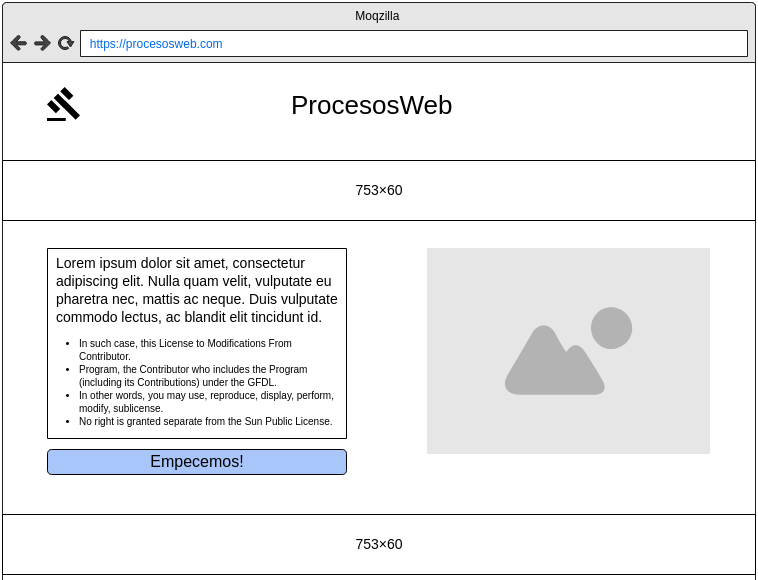 Moqzilla
https://procesosweb.com
ProcesosWeb
753×60
Lorem ipsum dolor sit amet, consectetur
adipiscing elit. Nulla quam velit, vulputate eu
pharetra nec, mattis ac neque. Duis vulputate
commodo lectus, ac blandit elit tincidunt id.
• In such case, this License to Modifications From
Contributor.
• Program, the Contributor who includes the Program
(including its Contributions) under the GFDL.
• In other words, you may use, reproduce, display, perform,
modify, sublicense.
• No right is granted separate from the Sun Public License.
Empecemos!
753×60